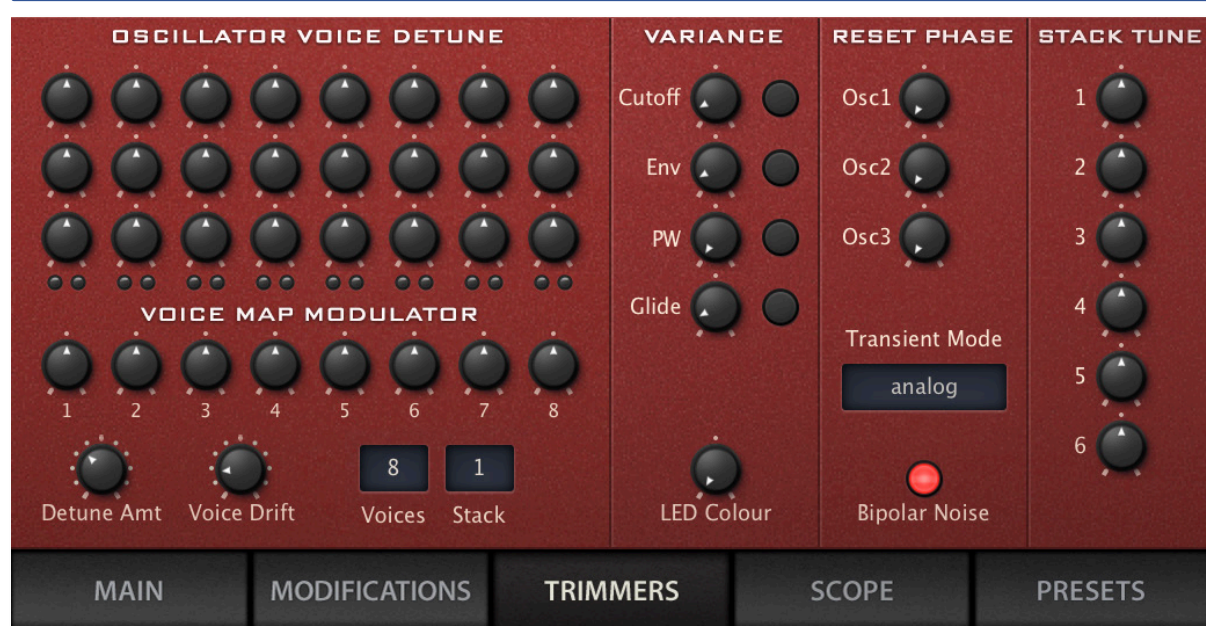 OSCILLATOR VOICE DETUNE
VOICE MAP MODULATOR
1 2 3 4 5 6 7 8
Detune Amt
Voice Drift
8
Voices
1
Stack
VARIANCE
Cutoff
Env
PW
Glide
LED Colour
RESET PHASE
Osc1
Osc2
Osc3
Transient Mode
analog
Bipolar Noise
STACK TUNE
1
2
3
4
5
6
MAIN MODIFICATIONS TRIMMERS SCOPE PRESETS